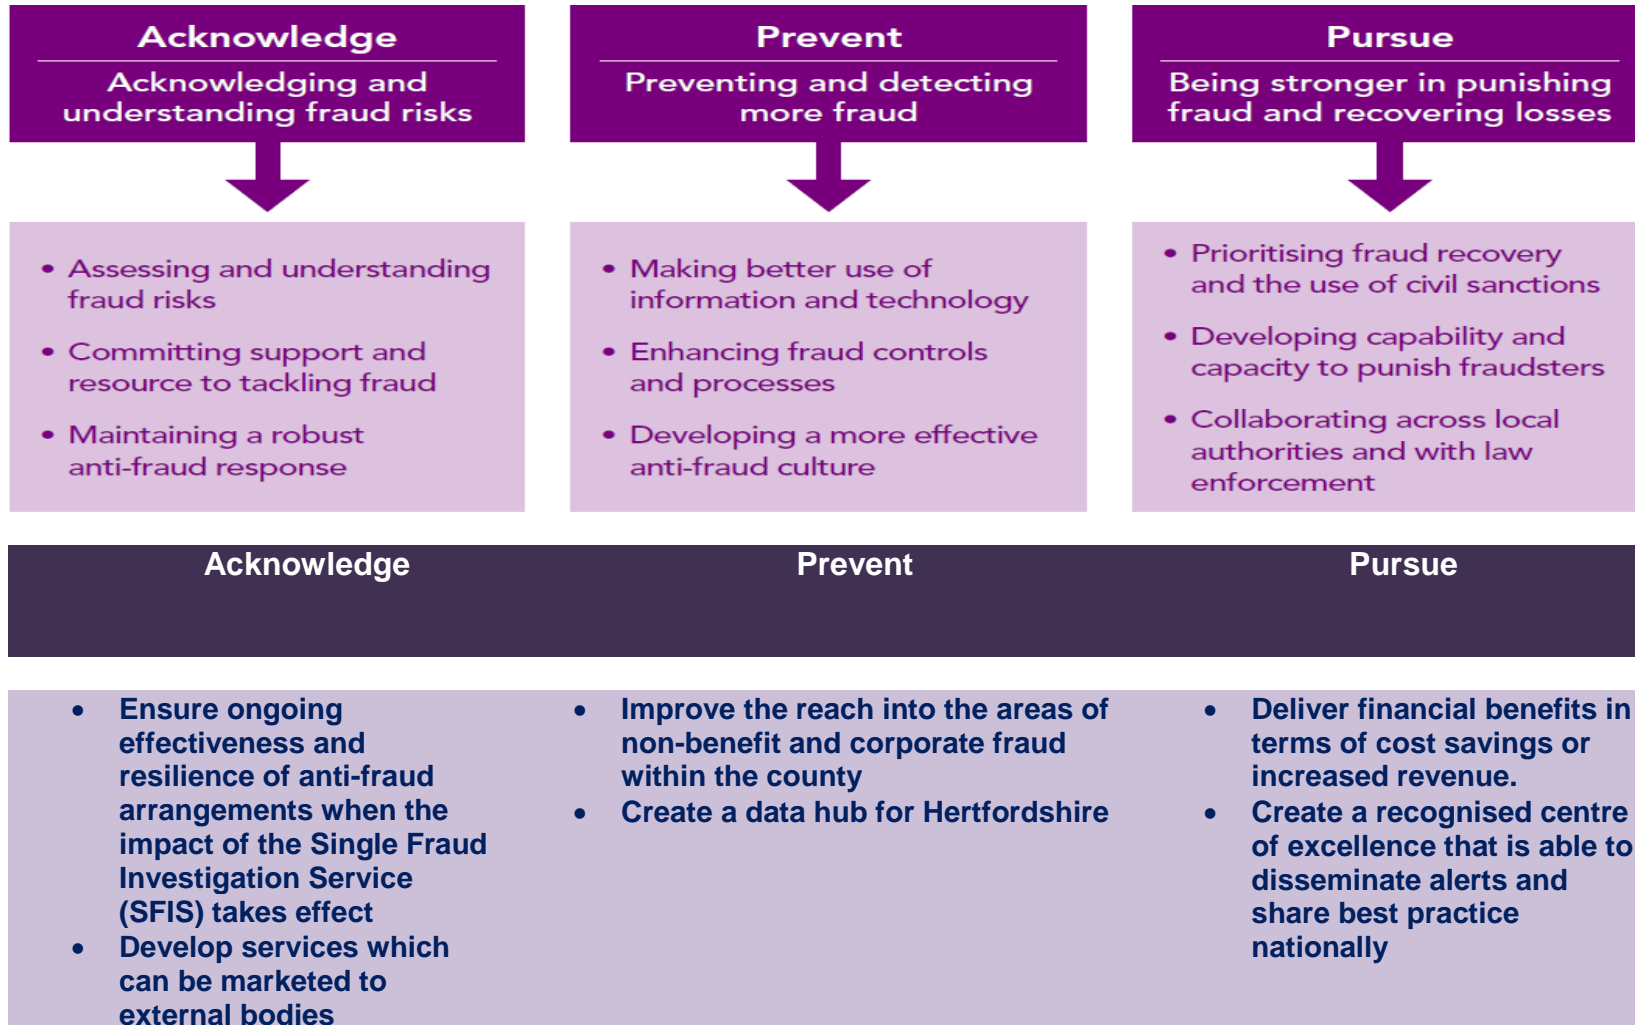 Acknowledge
Acknowledging and
understanding fraud risks
• Assessing and understanding
fraud risks
• Committing support and
resource to tackling fraud
• Maintaining a robust
anti-fraud response
Prevent
Preventing and detecting
more fraud
• Making better use of
information and technology
• Enhancing fraud controls
and processes
• Developing a more effective
anti-fraud culture
Pursue
Being stronger in punishing
fraud and recovering losses
• Prioritising fraud recovery
and the use of civil sanctions
• Developing capability and
capacity to punish fraudsters
• Collaborating across local
authorities and with law
enforcement
Acknowledge
• Ensure ongoing
effectiveness and
resilience of anti-fraud
arrangements when the
impact of the Single Fraud
Investigation Service
(SFIS) takes effect
• Develop services which
can be marketed to
external bodies
Prevent
• Improve the reach into the areas of
non-benefit and corporate fraud
within the county
• Create a data hub for Hertfordshire
Pursue
• Deliver financial benefits in
terms of cost savings or
increased revenue.
• Create a recognised centre
of excellence that is able to
disseminate alerts and
share best practice
nationally